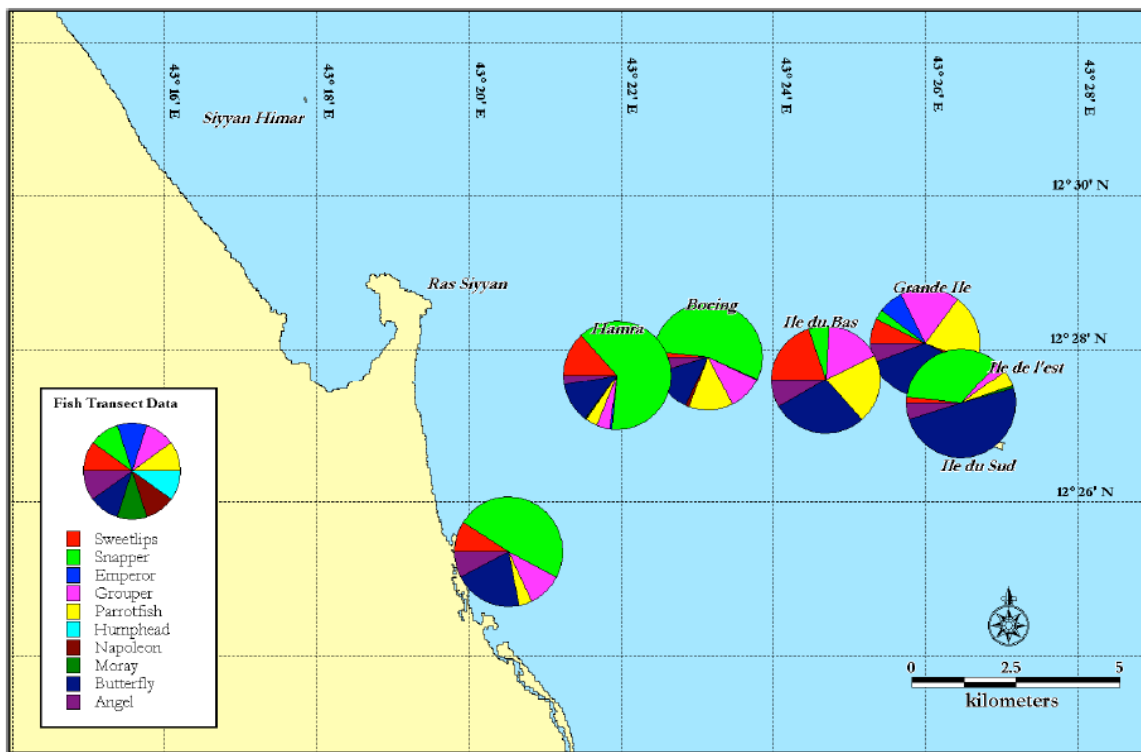 43° 16' E
43° 18' E
43° 20' E
43° 22' E
43° 24' E
43° 26' E
43° 28' E
Siyyan Himar
12° 30' N
Ras Siyyan
Hamra
Boeing
Ile du Bas
Grande Ile
12° 28' N
Ile de l'est
Ile du Sud
12° 26' N
Fish Transect Data
Sweetlips
Snapper
Emperor
Grouper
Parrotfish
Humphead
Napoleon
Moray
Butterfly
Angel
0 2.5 5
kilometers